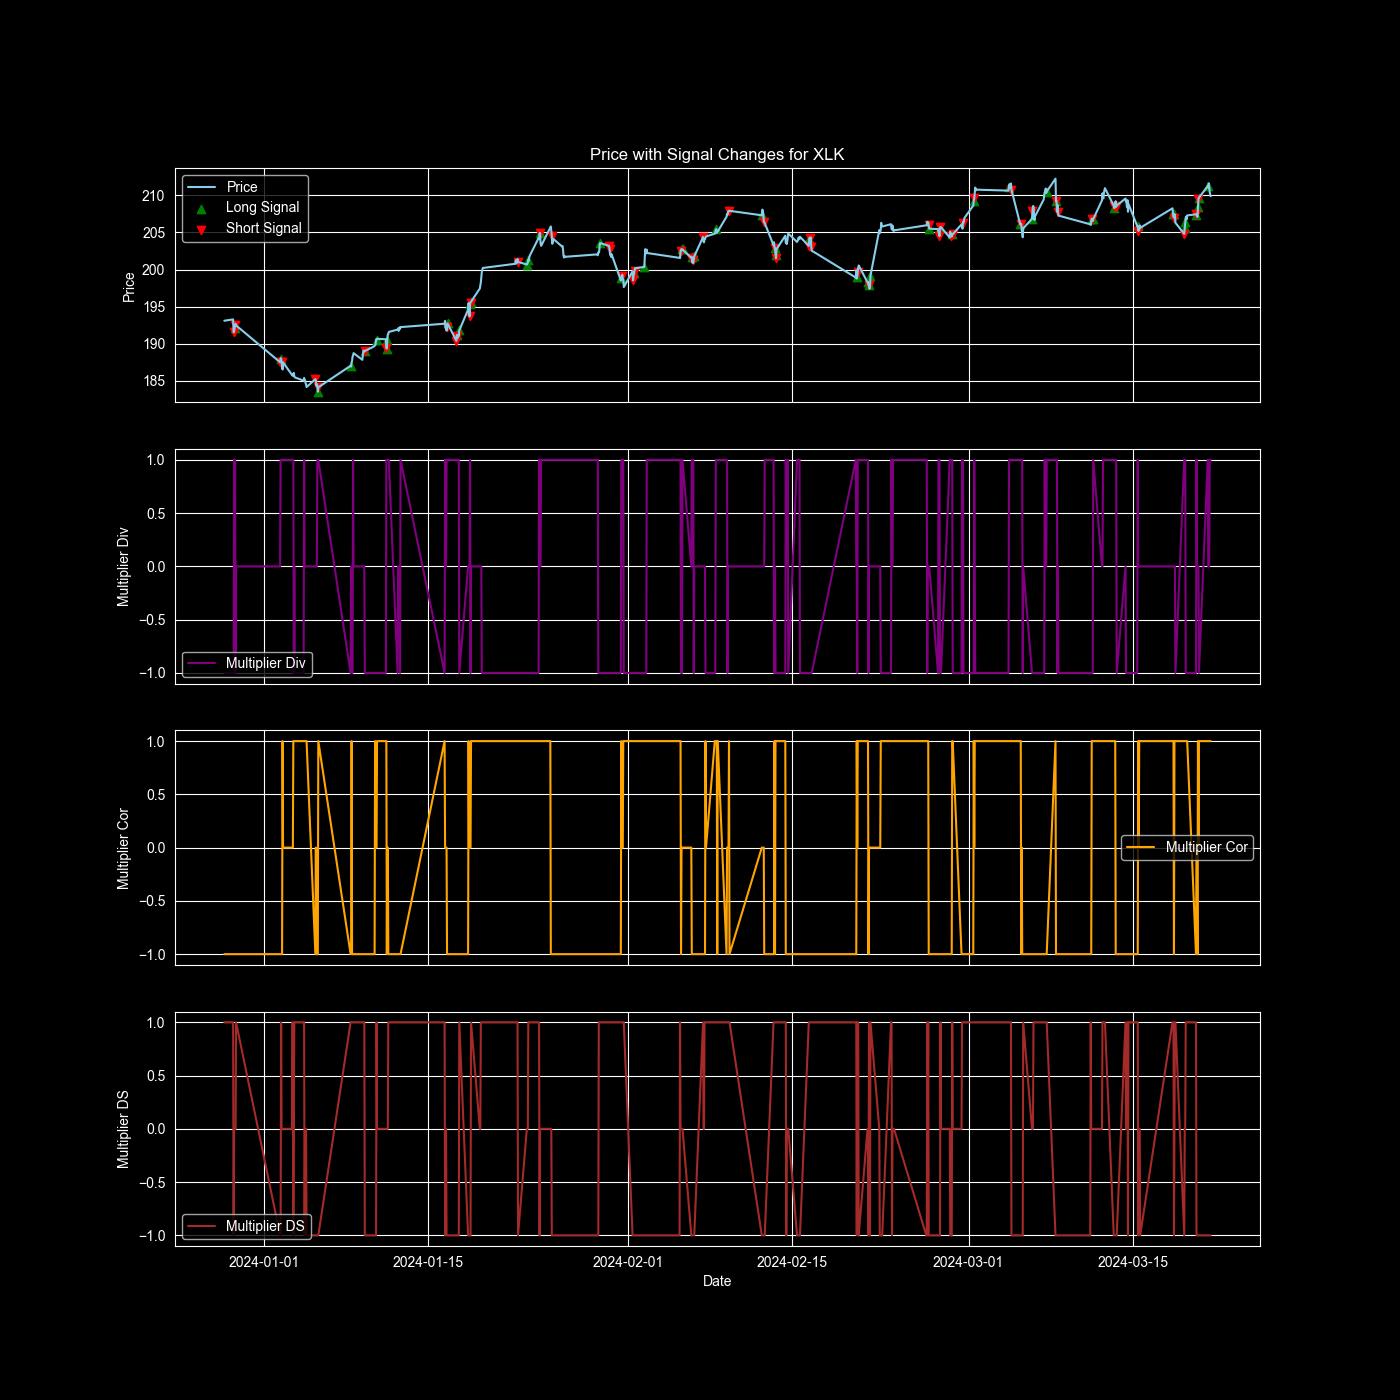 Price with Signal Changes for XLK
Price
Long Signal
Short Signal
210
205
200
195
190
185
Price
1.0
0.5
0.0
−0.5
−1.0
Multiplier Div
Multiplier Div
1.0
0.5
0.0
−0.5
−1.0
Multiplier Cor
Multiplier Cor
1.0
0.5
0.0
−0.5
−1.0
Multiplier DS
Multiplier DS
2024-01-01 2024-01-15 2024-02-01 2024-02-15 2024-03-01 2024-03-15
Date